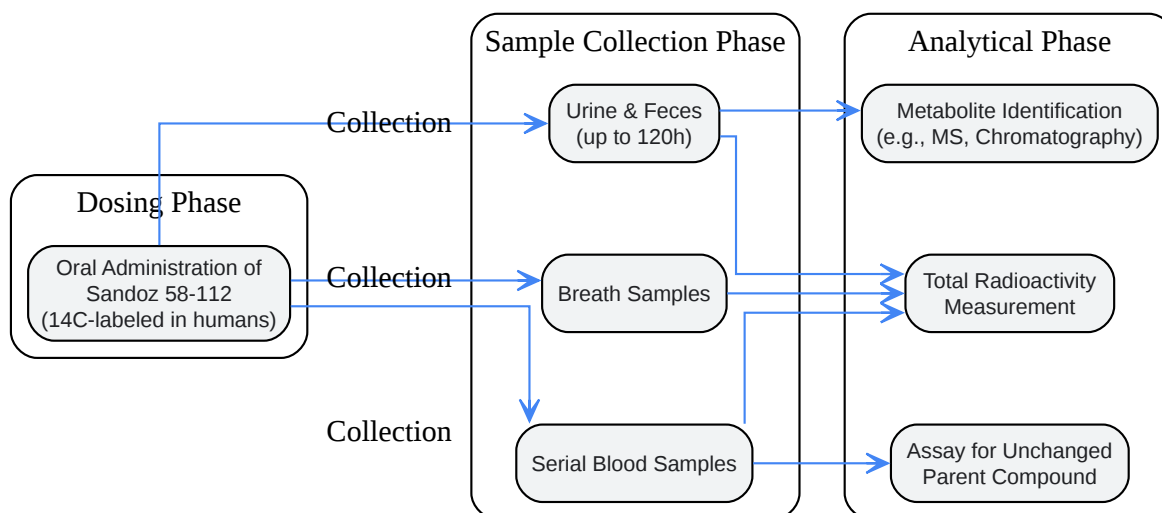 Sample Collection Phase
Analytical Phase
Collection
Urine & Feces
(up to 120h)
Metabolite Identification
(e.g., MS, Chromatography)
Dosing Phase
Oral Administration of
Sandoz 58-112
(14C-labeled in humans)
Collection
Breath Samples
Total Radioactivity
Measurement
Collection
Serial Blood Samples
Assay for Unchanged
Parent Compound